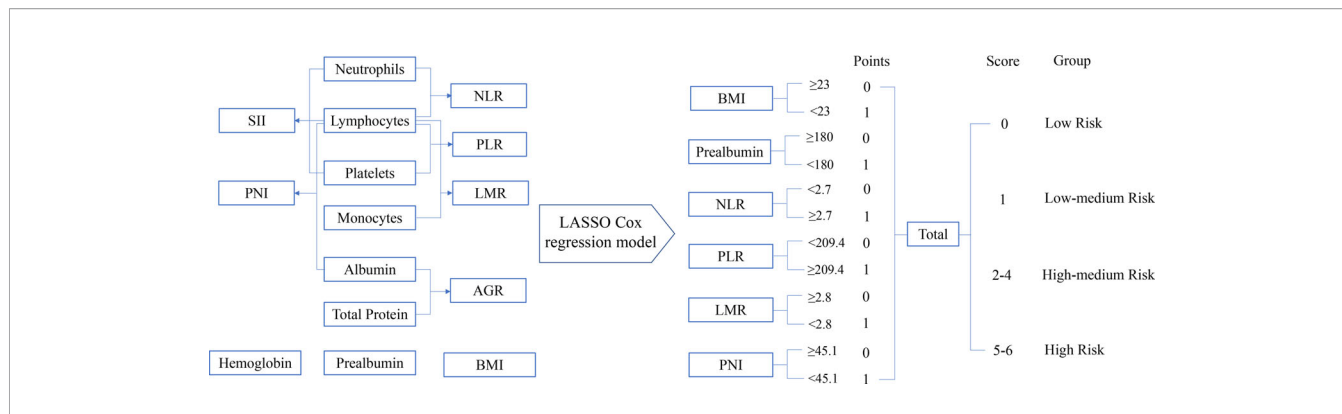 Neutrophils
Lymphocytes
Platelets
Monocytes
Albumin
Total Protein
SII
PNI
NLR
PLR
LMR
AGR
Hemoglobin
Prealbumin
BMI
LASSO Cox
regression model
Points
BMI
≥23 0
<23 1
Prealbumin
≥180 0
<180 1
NLR
<2.7 0
≥2.7 1
PLR
<209.4 0
≥209.4 1
LMR
≥2.8 0
<2.8 1
PNI
≥45.1 0
<45.1 1
Total
Score Group
0 Low Risk
1 Low-medium Risk
2-4 High-medium Risk
5-6 High Risk